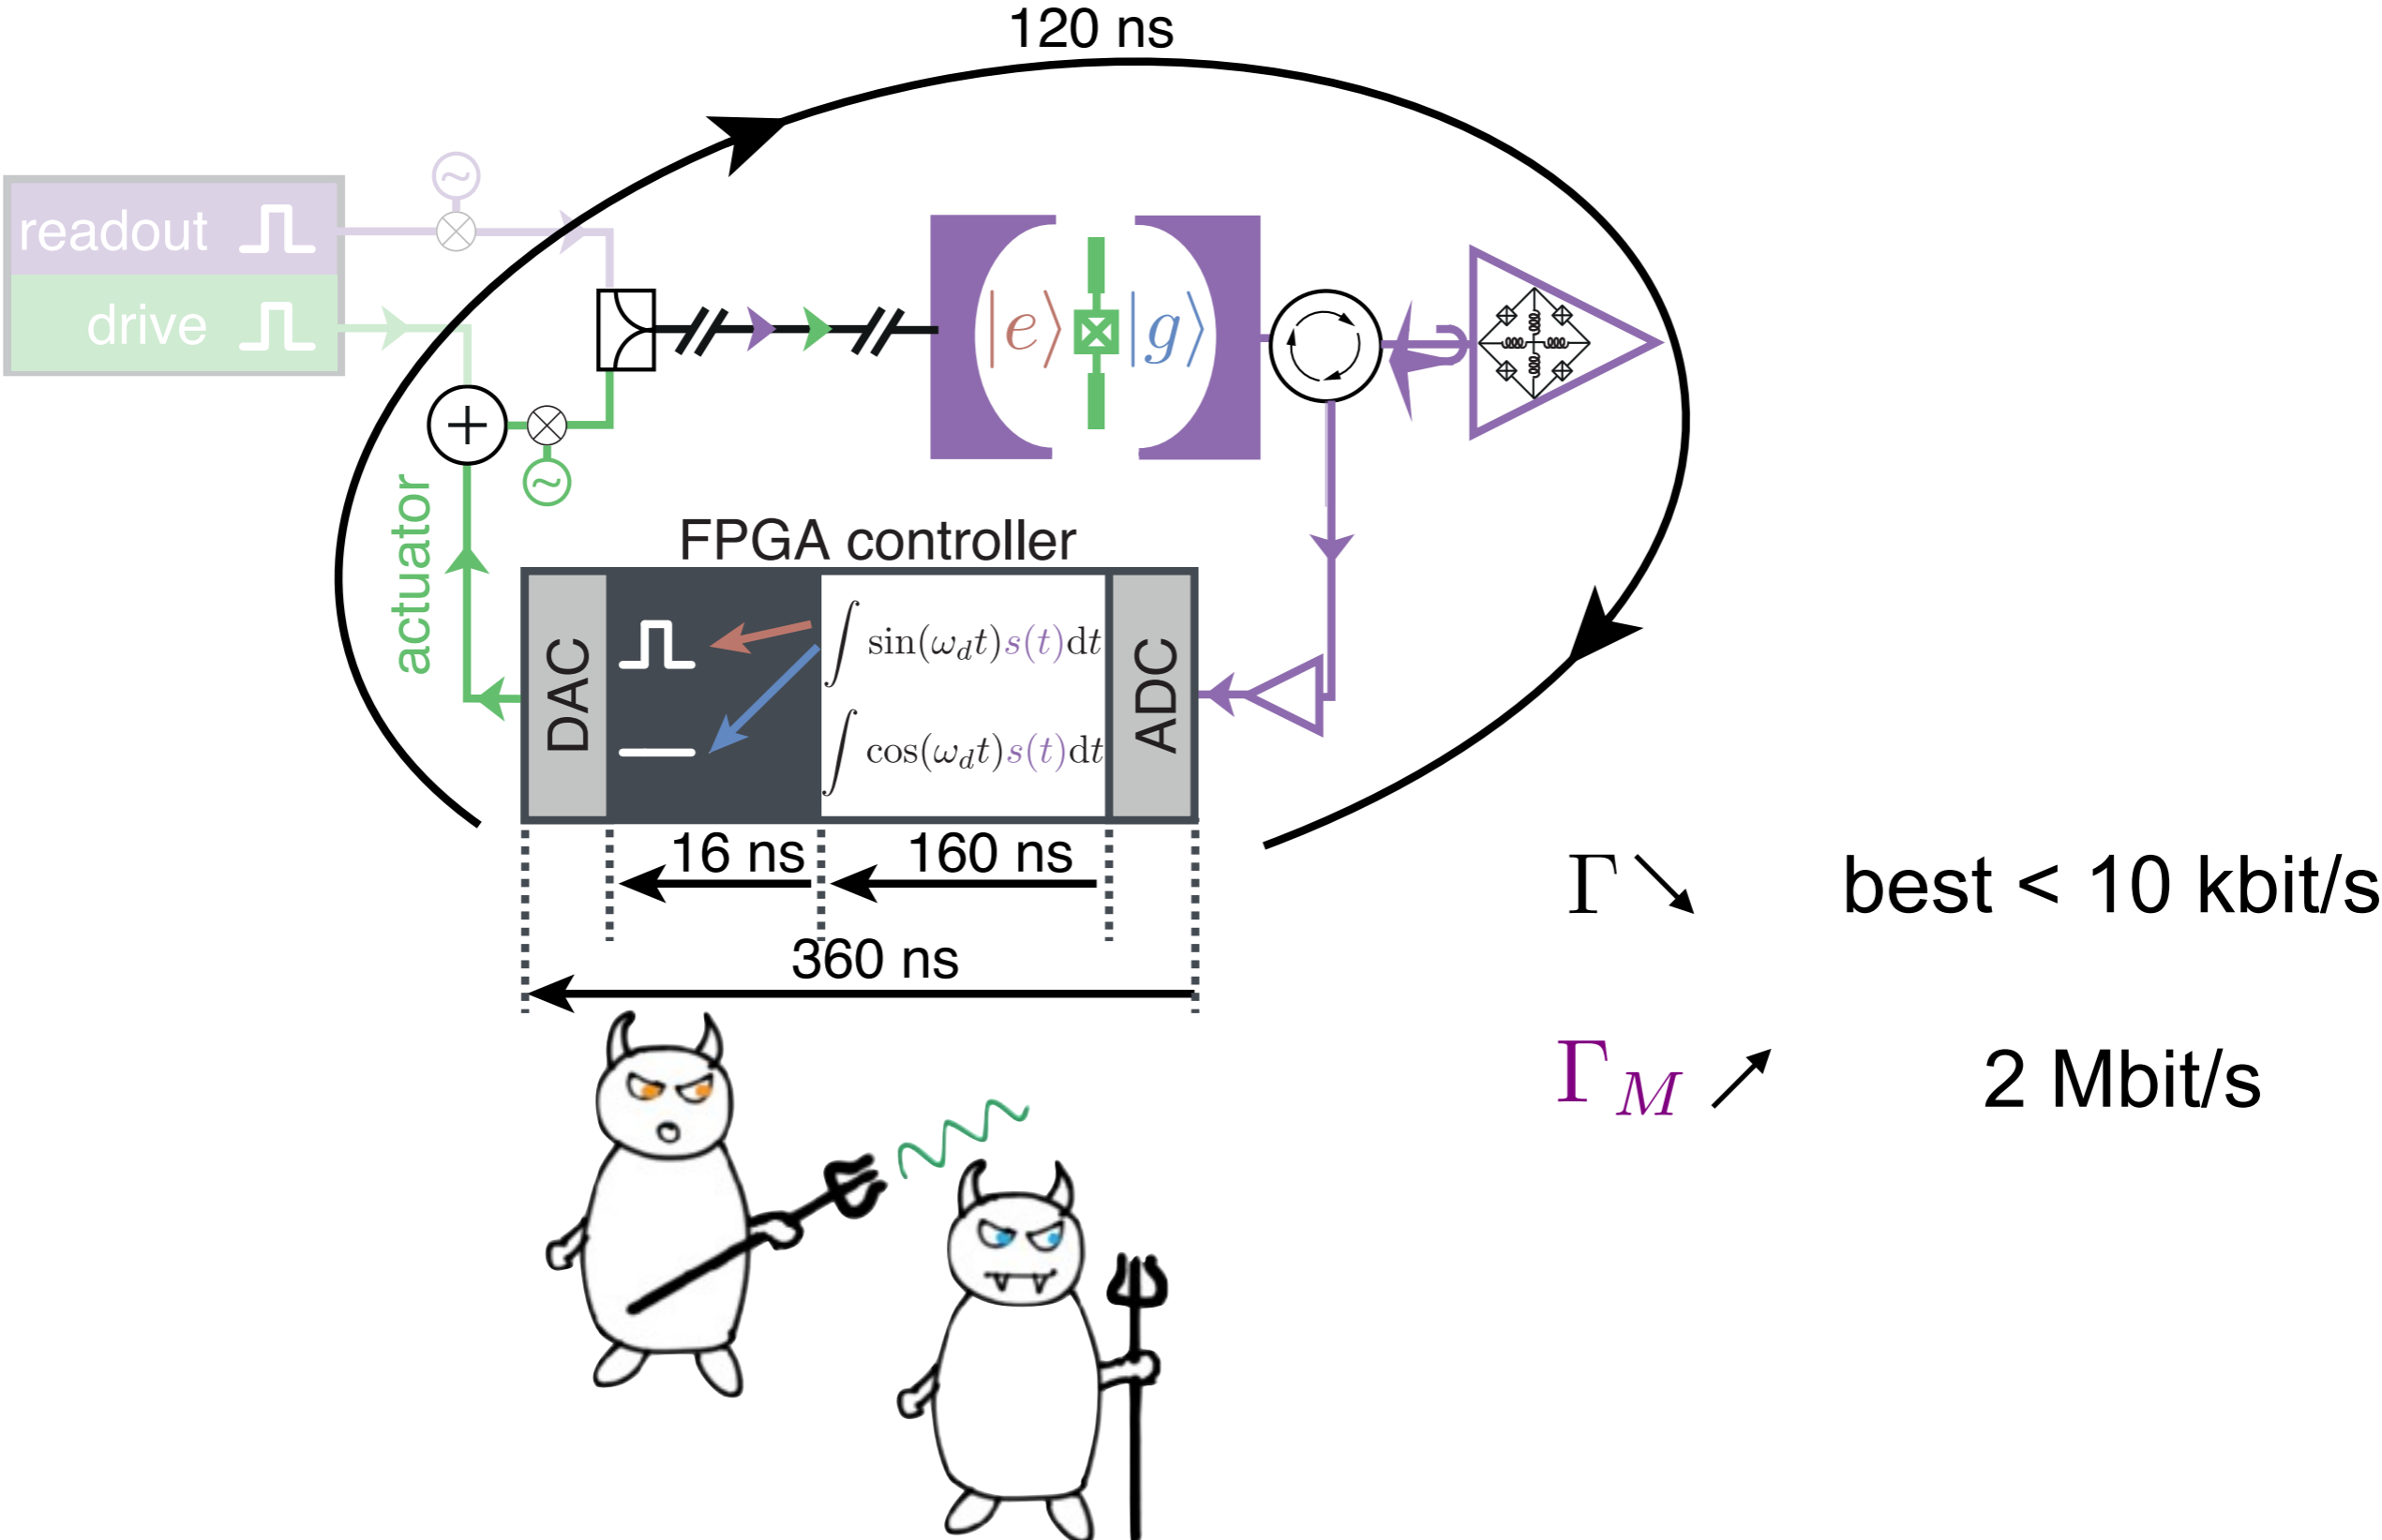 120 ns
readout
drive
|e⟩ |g⟩
+
actuator
FPGA controller
DAC
∫ sin(ω_d t)s(t)dt
∫ cos(ω_d t)s(t)dt
ADC
16 ns
160 ns
360 ns
Γ ↘ best < 10 kbit/s
Γ_M ↗ 2 Mbit/s